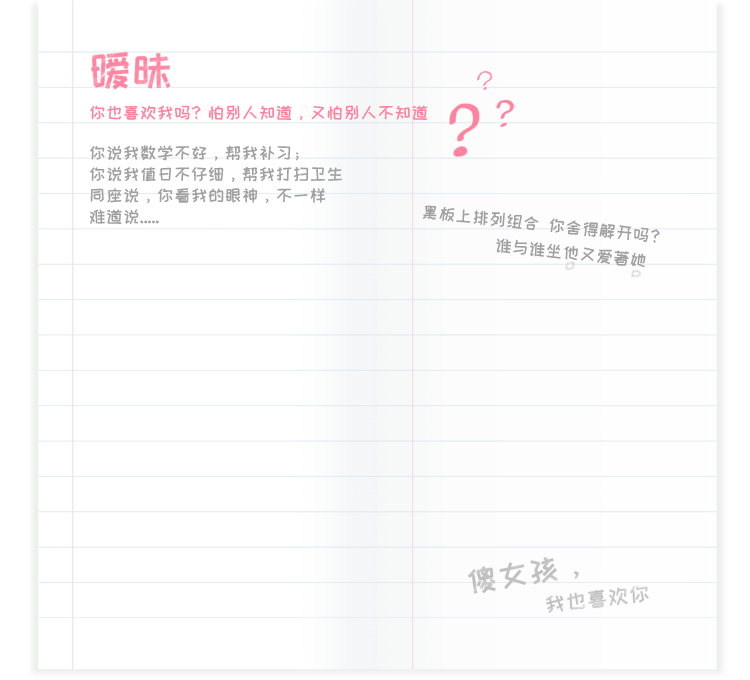 暧昧
你也喜欢我吗？怕别人知道，又怕别人不知道
你说我数学不好，帮我补习；
你说我值日不仔细，帮我打扫卫生
同座说，你看我的眼神，不一样
难道说.....
? ? ?
黑板上排列组合 你舍得解开吗？
谁与谁坐他又爱著她
傻女孩，
我也喜欢你